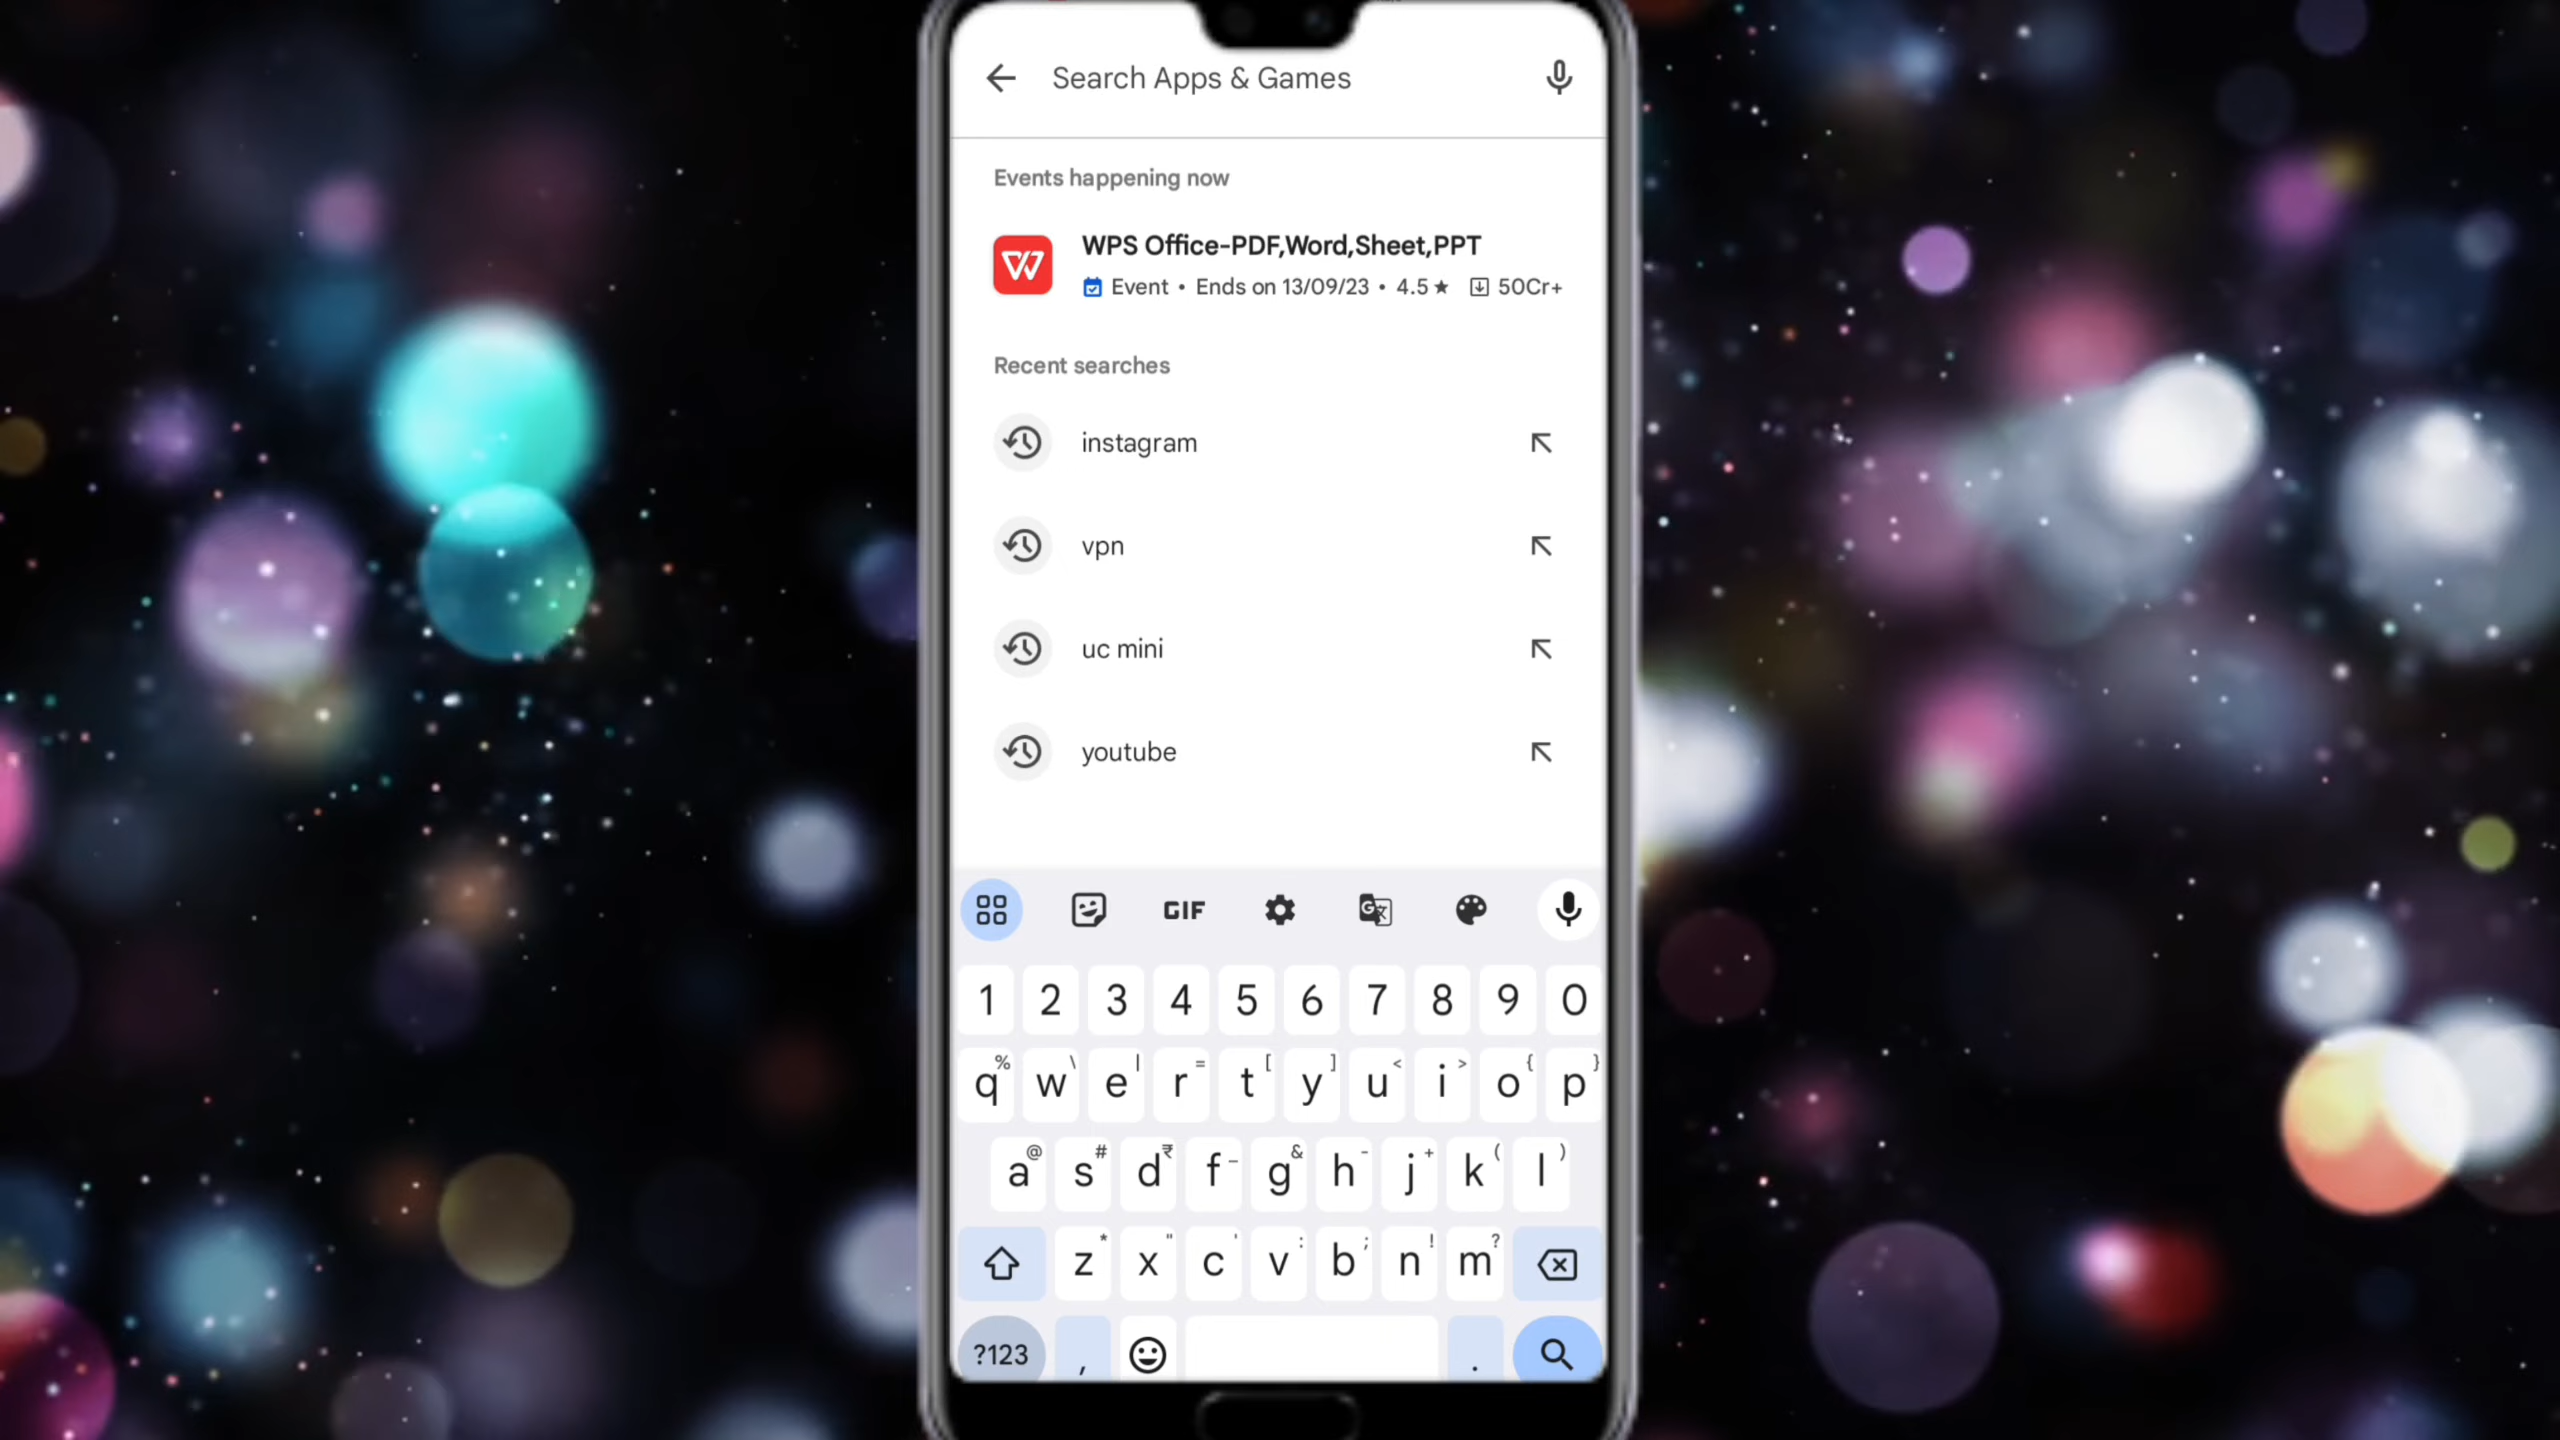 Search Apps & Games
Events happening now
WPS Office-PDF,Word,Sheet,PPT
Event • Ends on 13/09/23 • 4.5★ 50Cr+
Recent searches
instagram
vpn
uc mini
youtube
GIF
1 2 3 4 5 6 7 8 9 0
% \ | = [ ] < > { }
q w e r t y u i o p
@ # ₹ _ & - + ( )
a s d f g h j k l
* " ' : ; ! ?
z x c v b n m
?123 , .